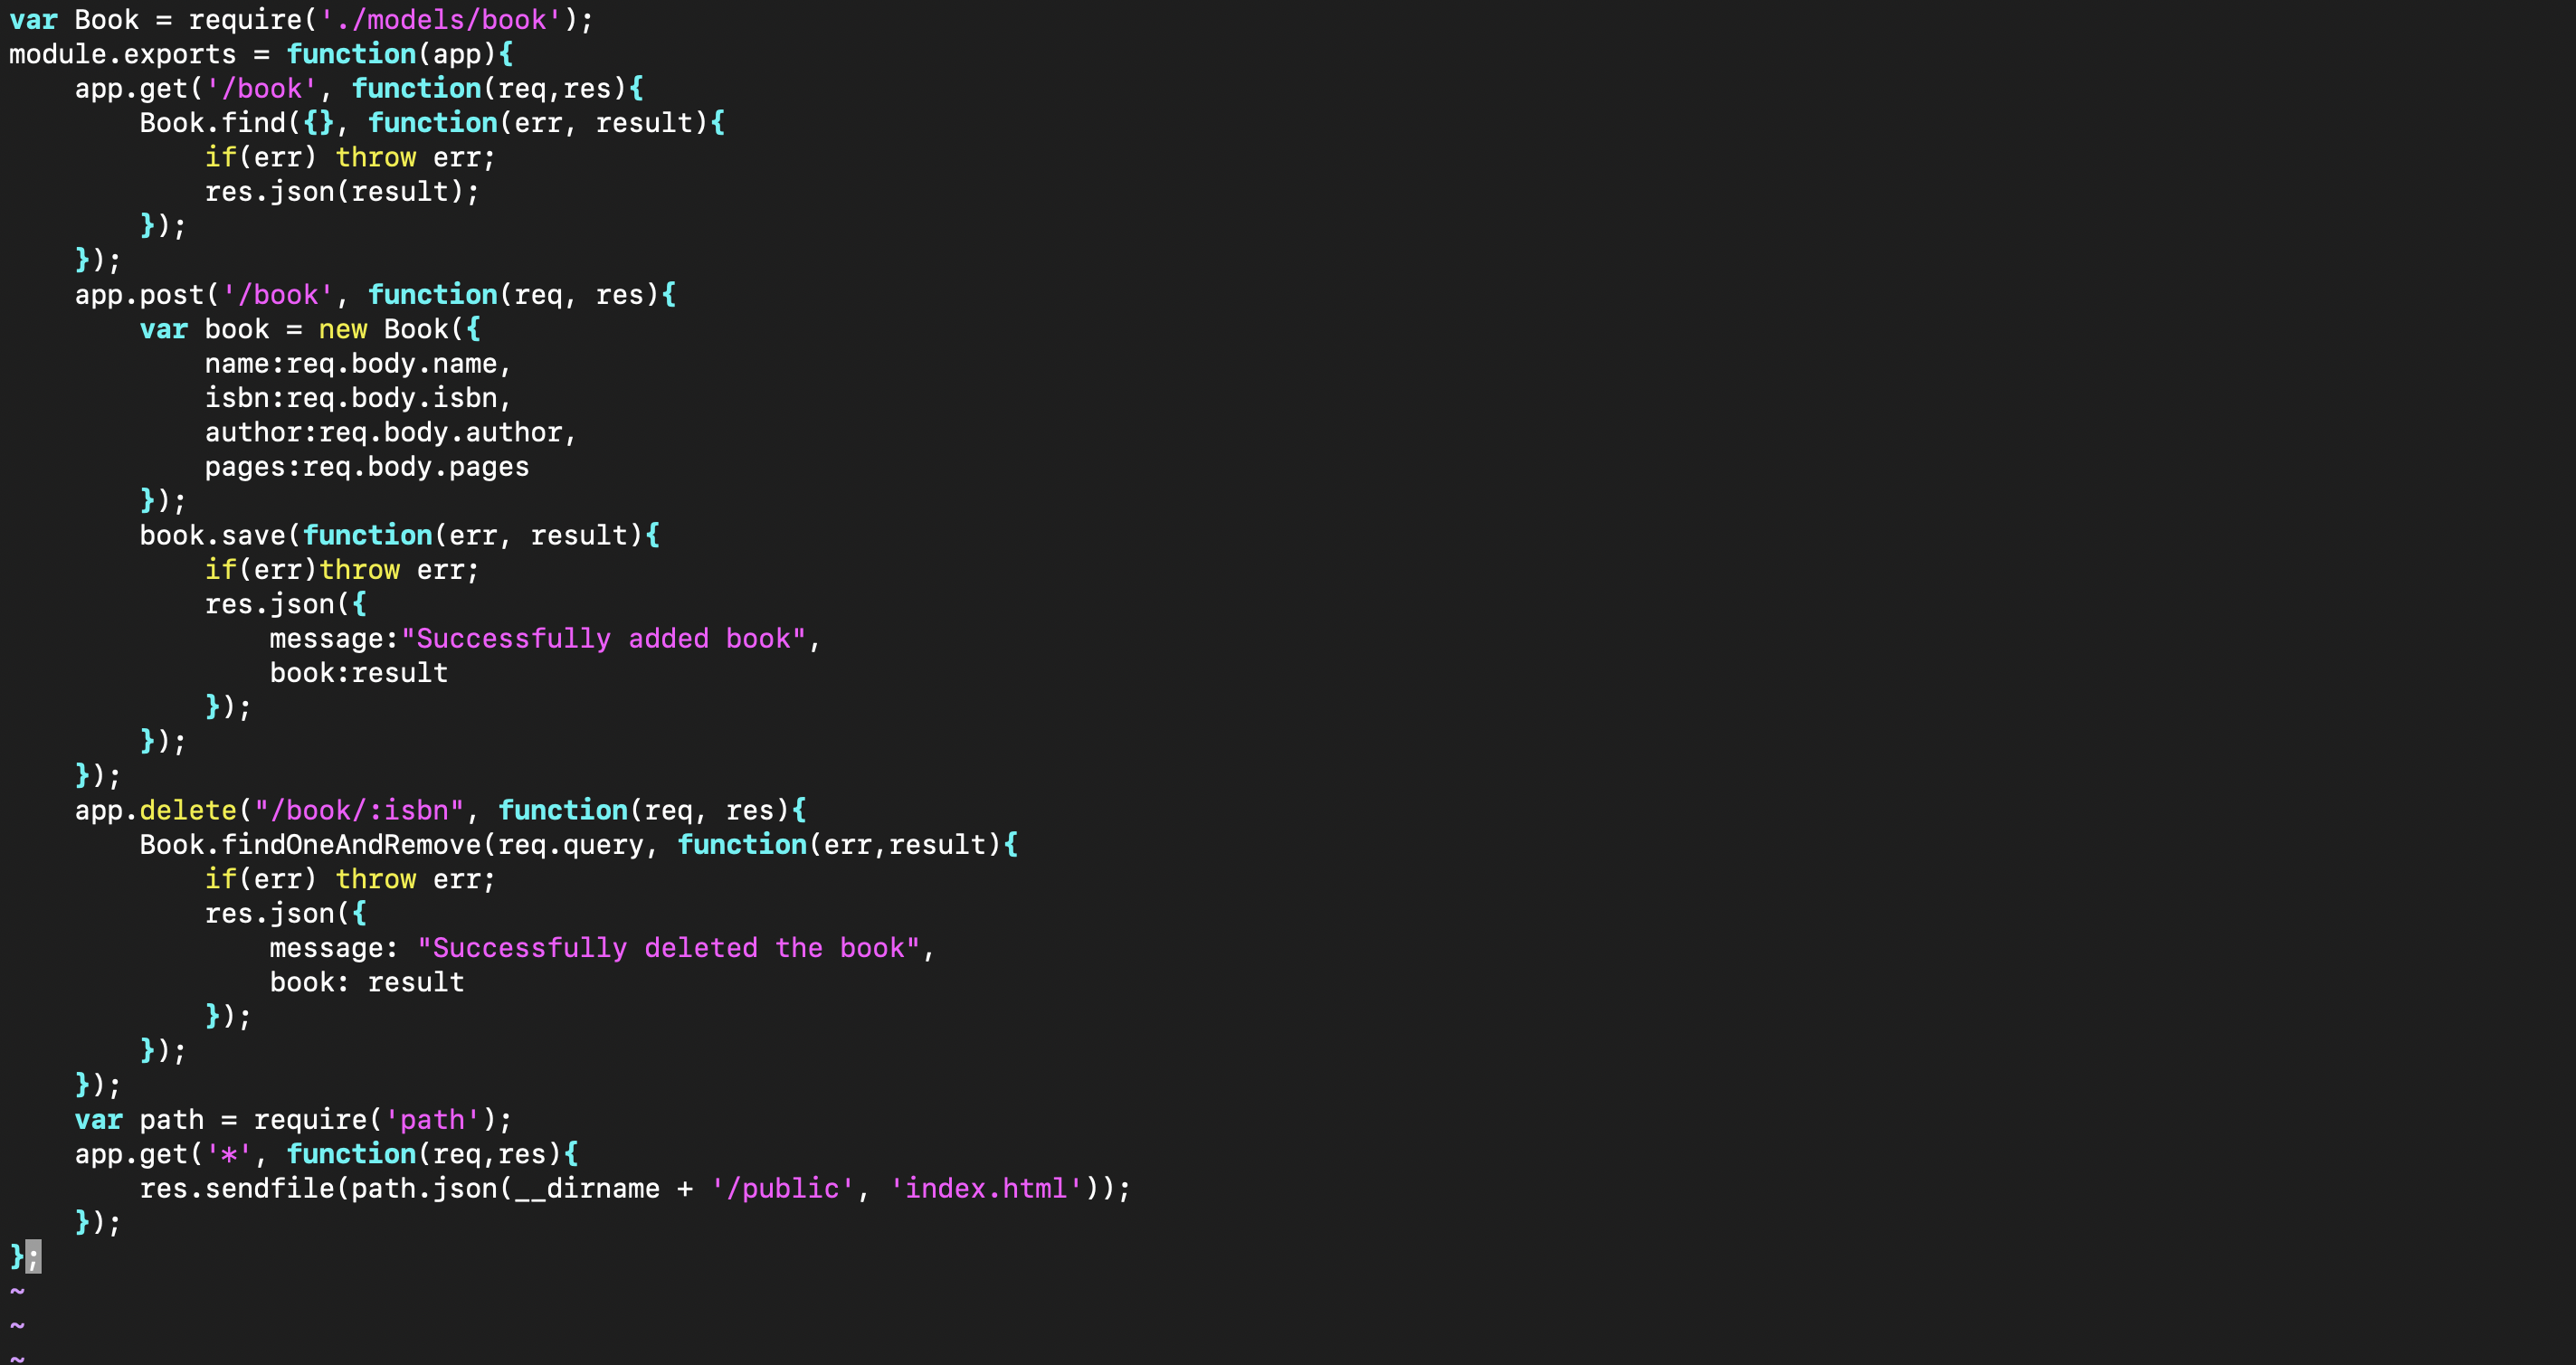 var Book = require('./models/book');
module.exports = function(app){
    app.get('/book', function(req,res){
        Book.find({}, function(err, result){
            if(err) throw err;
            res.json(result);
        });
    });
    app.post('/book', function(req, res){
        var book = new Book({
            name:req.body.name,
            isbn:req.body.isbn,
            author:req.body.author,
            pages:req.body.pages
        });
        book.save(function(err, result){
            if(err)throw err;
            res.json({
                message:"Successfully added book",
                book:result
            });
        });
    });
    app.delete("/book/:isbn", function(req, res){
        Book.findOneAndRemove(req.query, function(err,result){
            if(err) throw err;
            res.json({
                message: "Successfully deleted the book",
                book: result
            });
        });
    });
    var path = require('path');
    app.get('*', function(req,res){
        res.sendfile(path.json(__dirname + '/public', 'index.html'));
    });
};
~
~
~